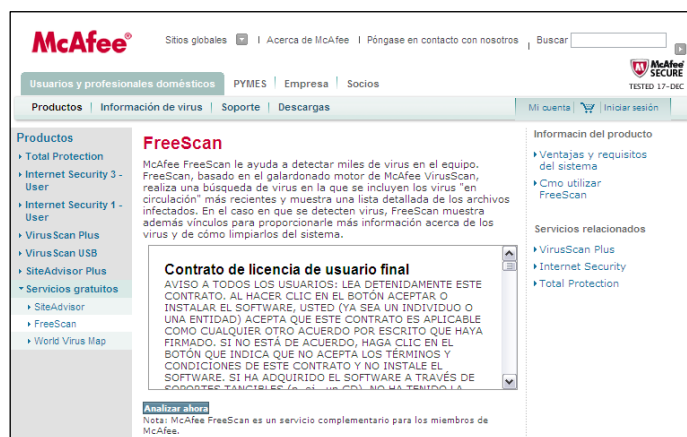 McAfee®
Sitios globales | Acerca de McAfee | Póngase en contacto con nosotros | Buscar
McAfee SECURE
TESTED 17-DEC
Usuarios y profesionales domésticos | PYMES | Empresa | Socios
Productos | Información de virus | Soporte | Descargas
Mi cuenta | Iniciar sesión
Productos
Total Protection
Internet Security 3 -
User
Internet Security 1 -
User
VirusScan Plus
VirusScan USB
SiteAdvisor Plus
Servicios gratuitos
SiteAdvisor
FreeScan
World Virus Map
FreeScan
McAfee FreeScan le ayuda a detectar miles de virus en el equipo.
FreeScan, basado en el galardonado motor de McAfee VirusScan,
realiza una búsqueda de virus en la que se incluyen los virus "en
circulación" más recientes y muestra una lista detallada de los archivos
infectados. En el caso en que se detecten virus, FreeScan muestra
además vínculos para proporcionarle más información acerca de los
virus y de cómo limpiarlos del sistema.
Contrato de licencia de usuario final
AVISO A TODOS LOS USUARIOS: LEA DETENIDAMENTE ESTE
CONTRATO. AL HACER CLIC EN EL BOTÓN ACEPTAR O
INSTALAR EL SOFTWARE, USTED (YA SEA UN INDIVIDUO O
UNA ENTIDAD) ACEPTA QUE ESTE CONTRATO ES APLICABLE
COMO CUALQUIER OTRO ACUERDO POR ESCRITO QUE HAYA
FIRMADO. SI NO ESTÁ DE ACUERDO, HAGA CLIC EN EL
BOTÓN QUE INDICA QUE NO ACEPTA LOS TÉRMINOS Y
CONDICIONES DE ESTE CONTRATO Y NO INSTALE EL
SOFTWARE. SI HA ADQUIRIDO EL SOFTWARE A TRAVÉS DE
SOPORTES TANGIBLES (p. ej., un CD), NO HA TENIDO LA
Analizar ahora
Nota: McAfee FreeScan es un servicio complementario para los miembros de
McAfee.
Informacin del producto
Ventajas y requisitos
del sistema
Cmo utilizar
FreeScan
Servicios relacionados
VirusScan Plus
Internet Security
Total Protection